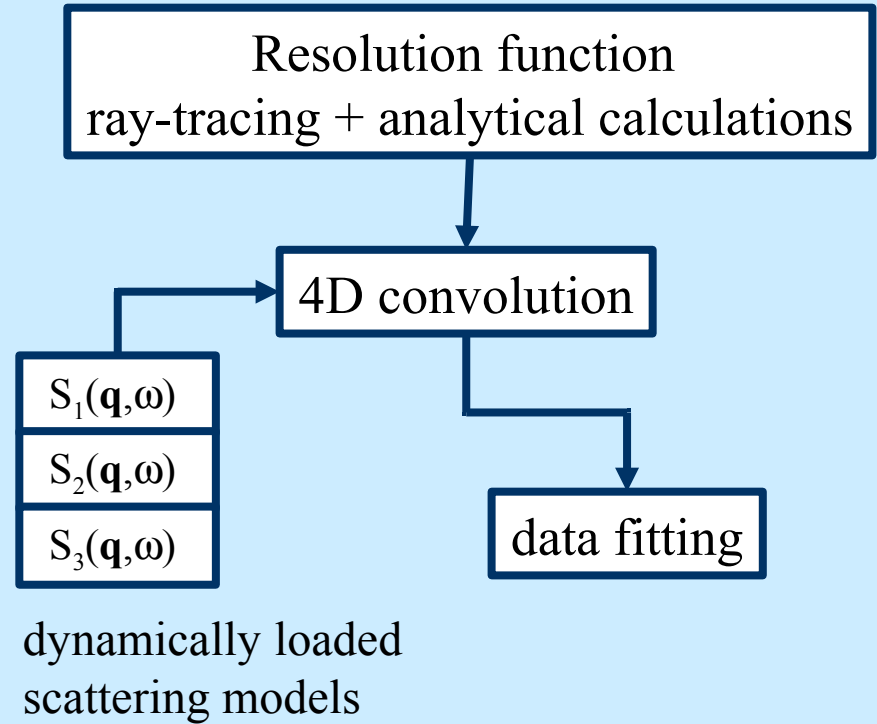 Resolution function
ray-tracing + analytical calculations
4D convolution
S₁(q,ω)
S₂(q,ω)
S₃(q,ω)
data fitting
dynamically loaded
scattering models